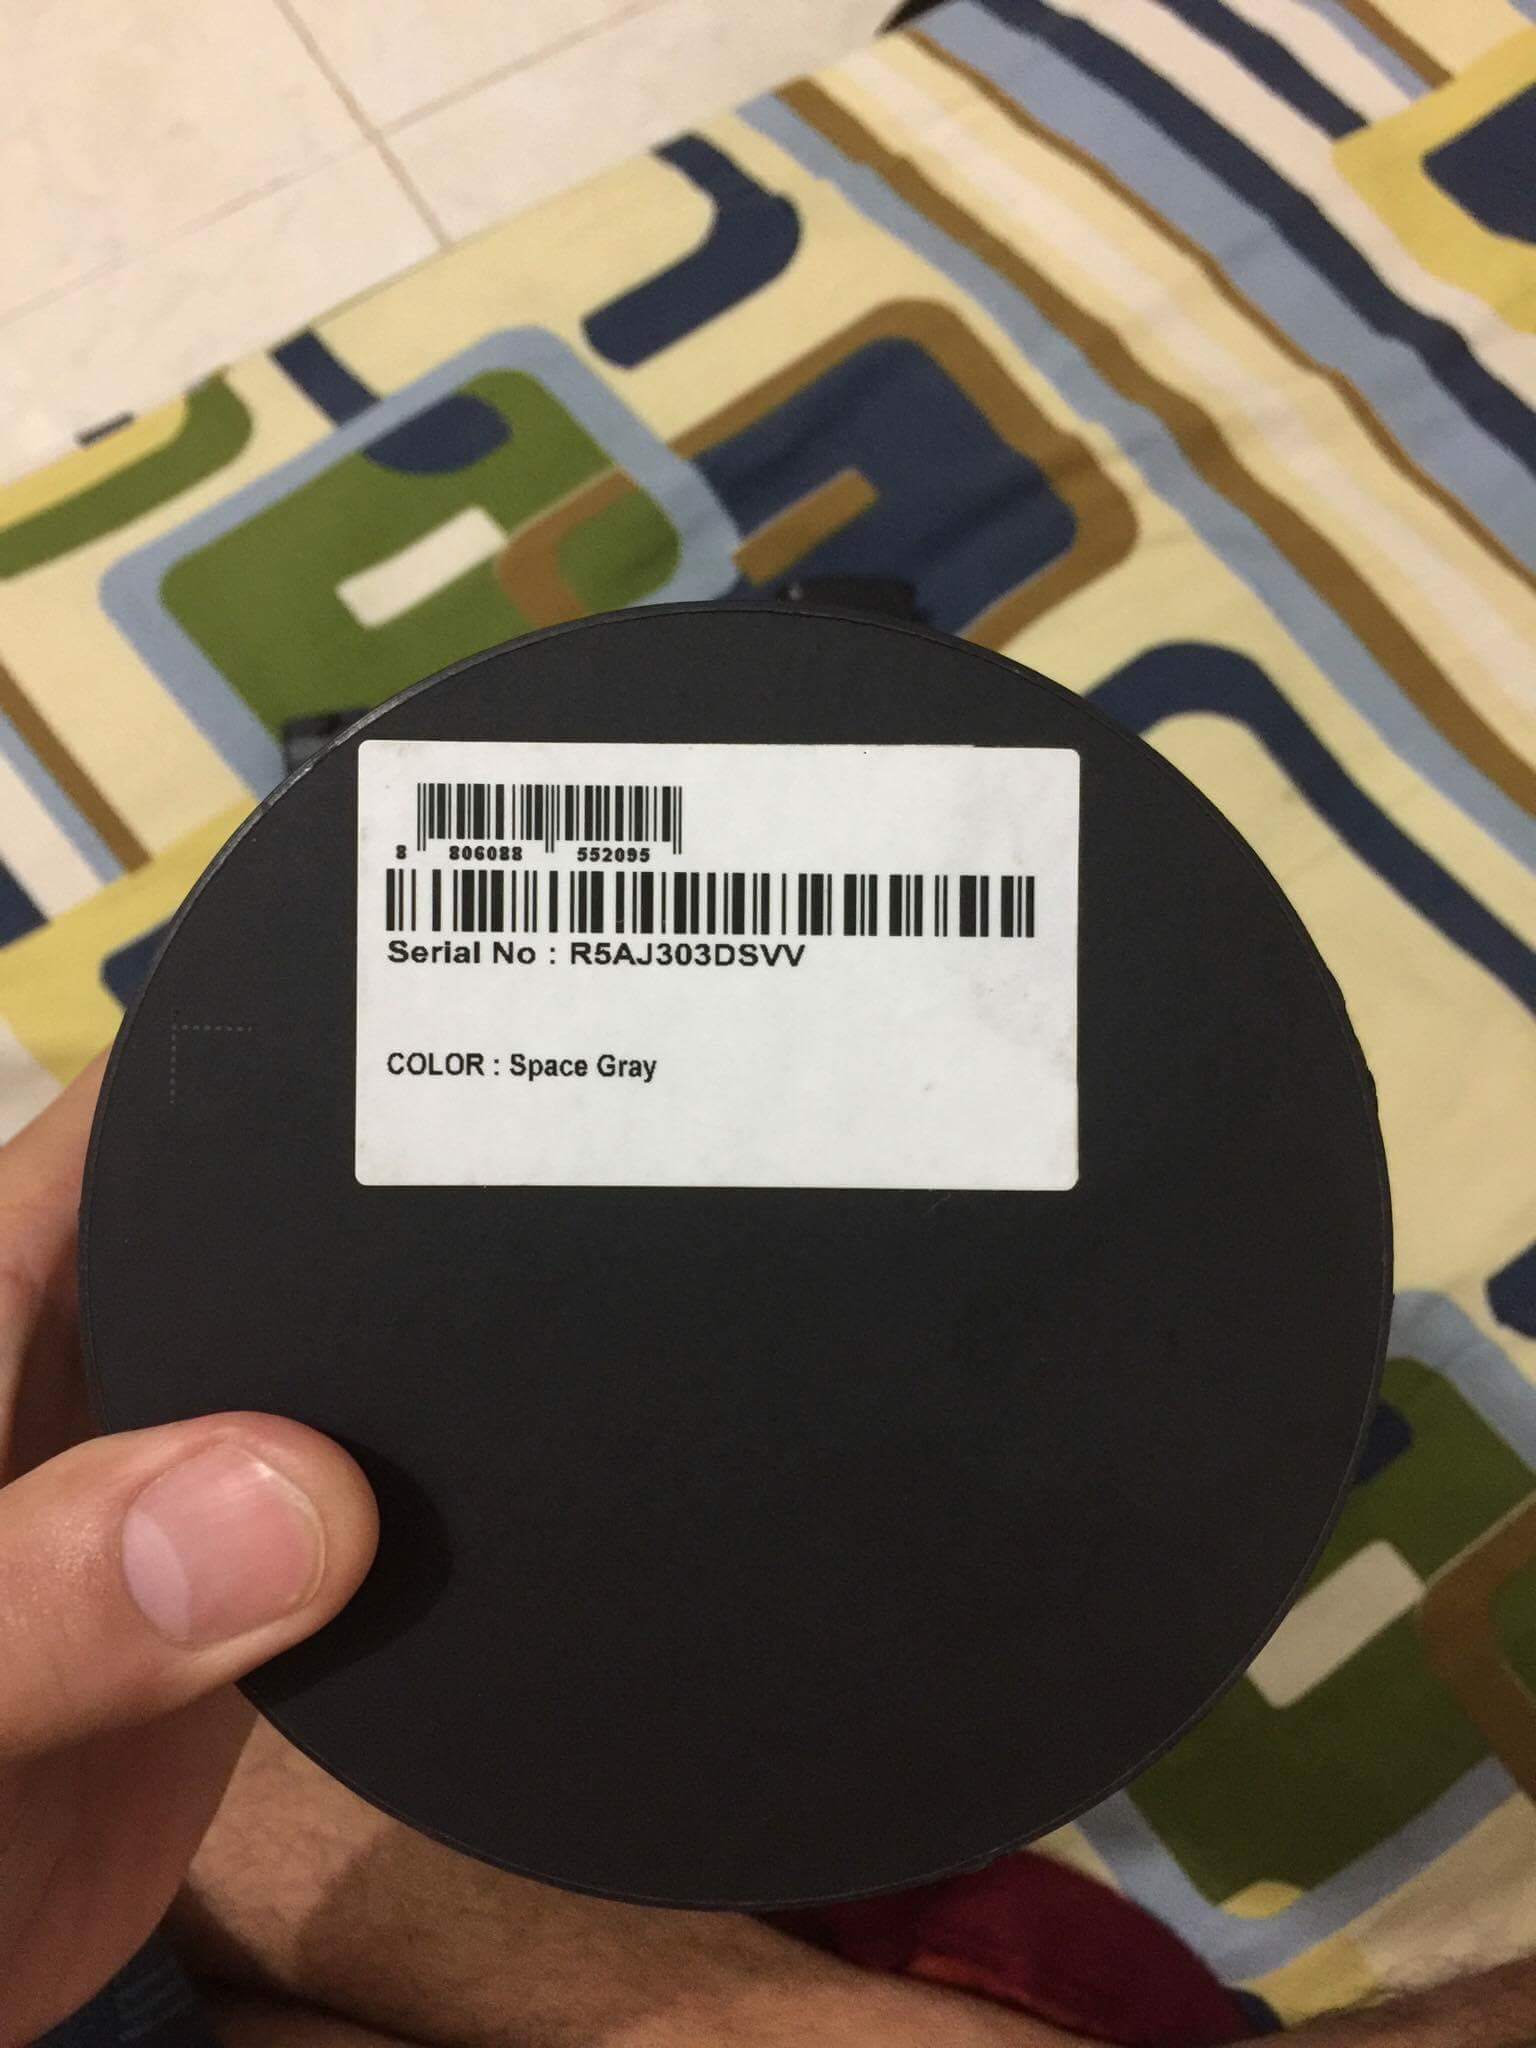 8 806088 552095
Serial No : R5AJ303DSVV
COLOR : Space Gray